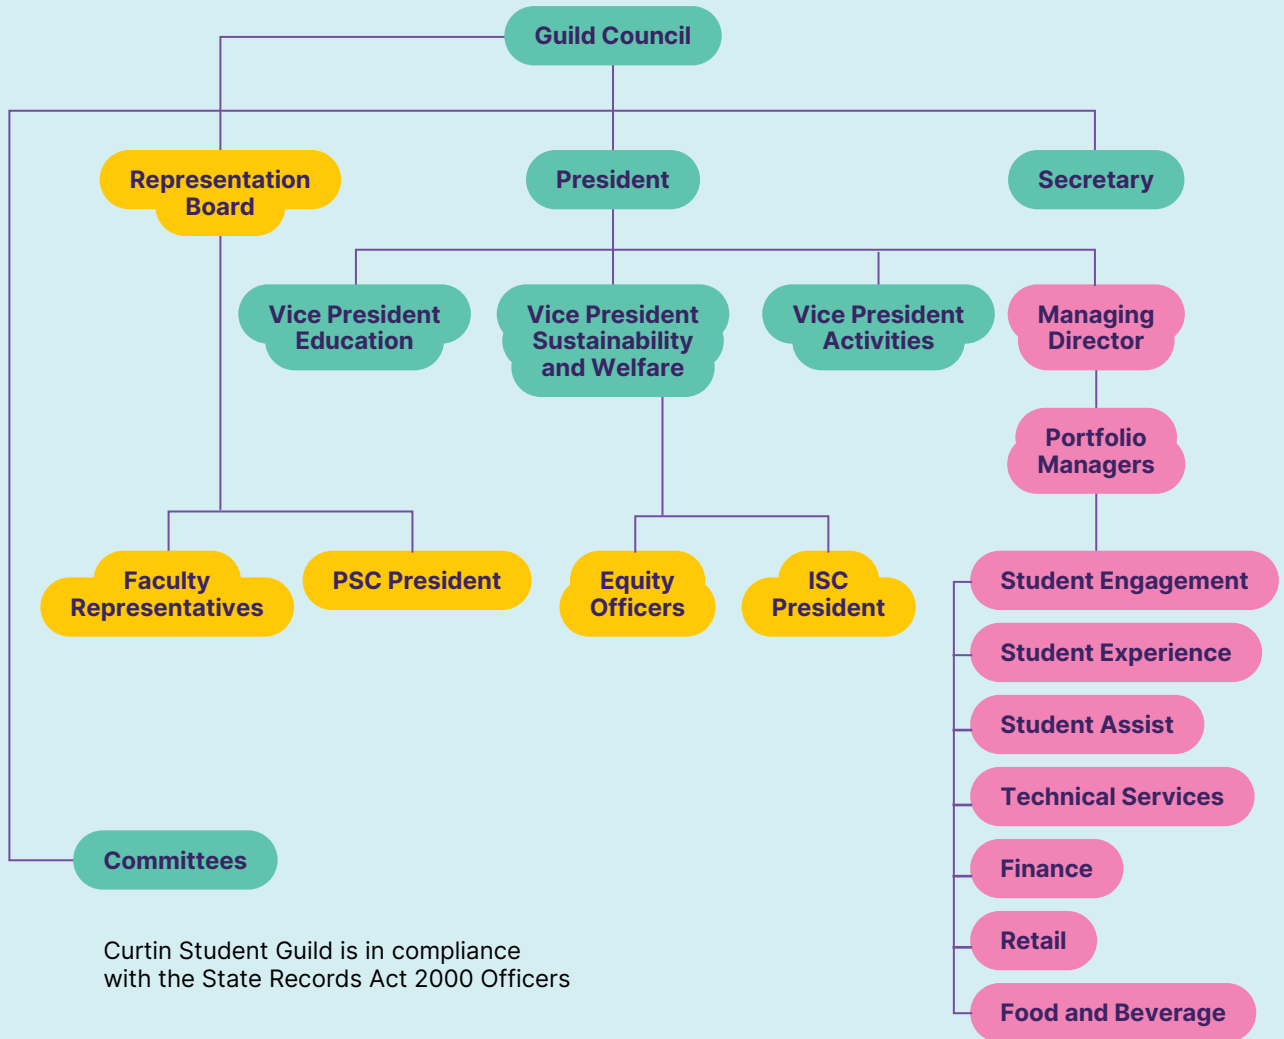 Guild Council
Representation
Board
President
Secretary
Vice President
Education
Vice President
Sustainability
and Welfare
Vice President
Activities
Managing
Director
Portfolio
Managers
Faculty
Representatives
PSC President
Equity
Officers
ISC
President
Student Engagement
Student Experience
Student Assist
Technical Services
Finance
Retail
Food and Beverage
Committees
Curtin Student Guild is in compliance
with the State Records Act 2000 Officers